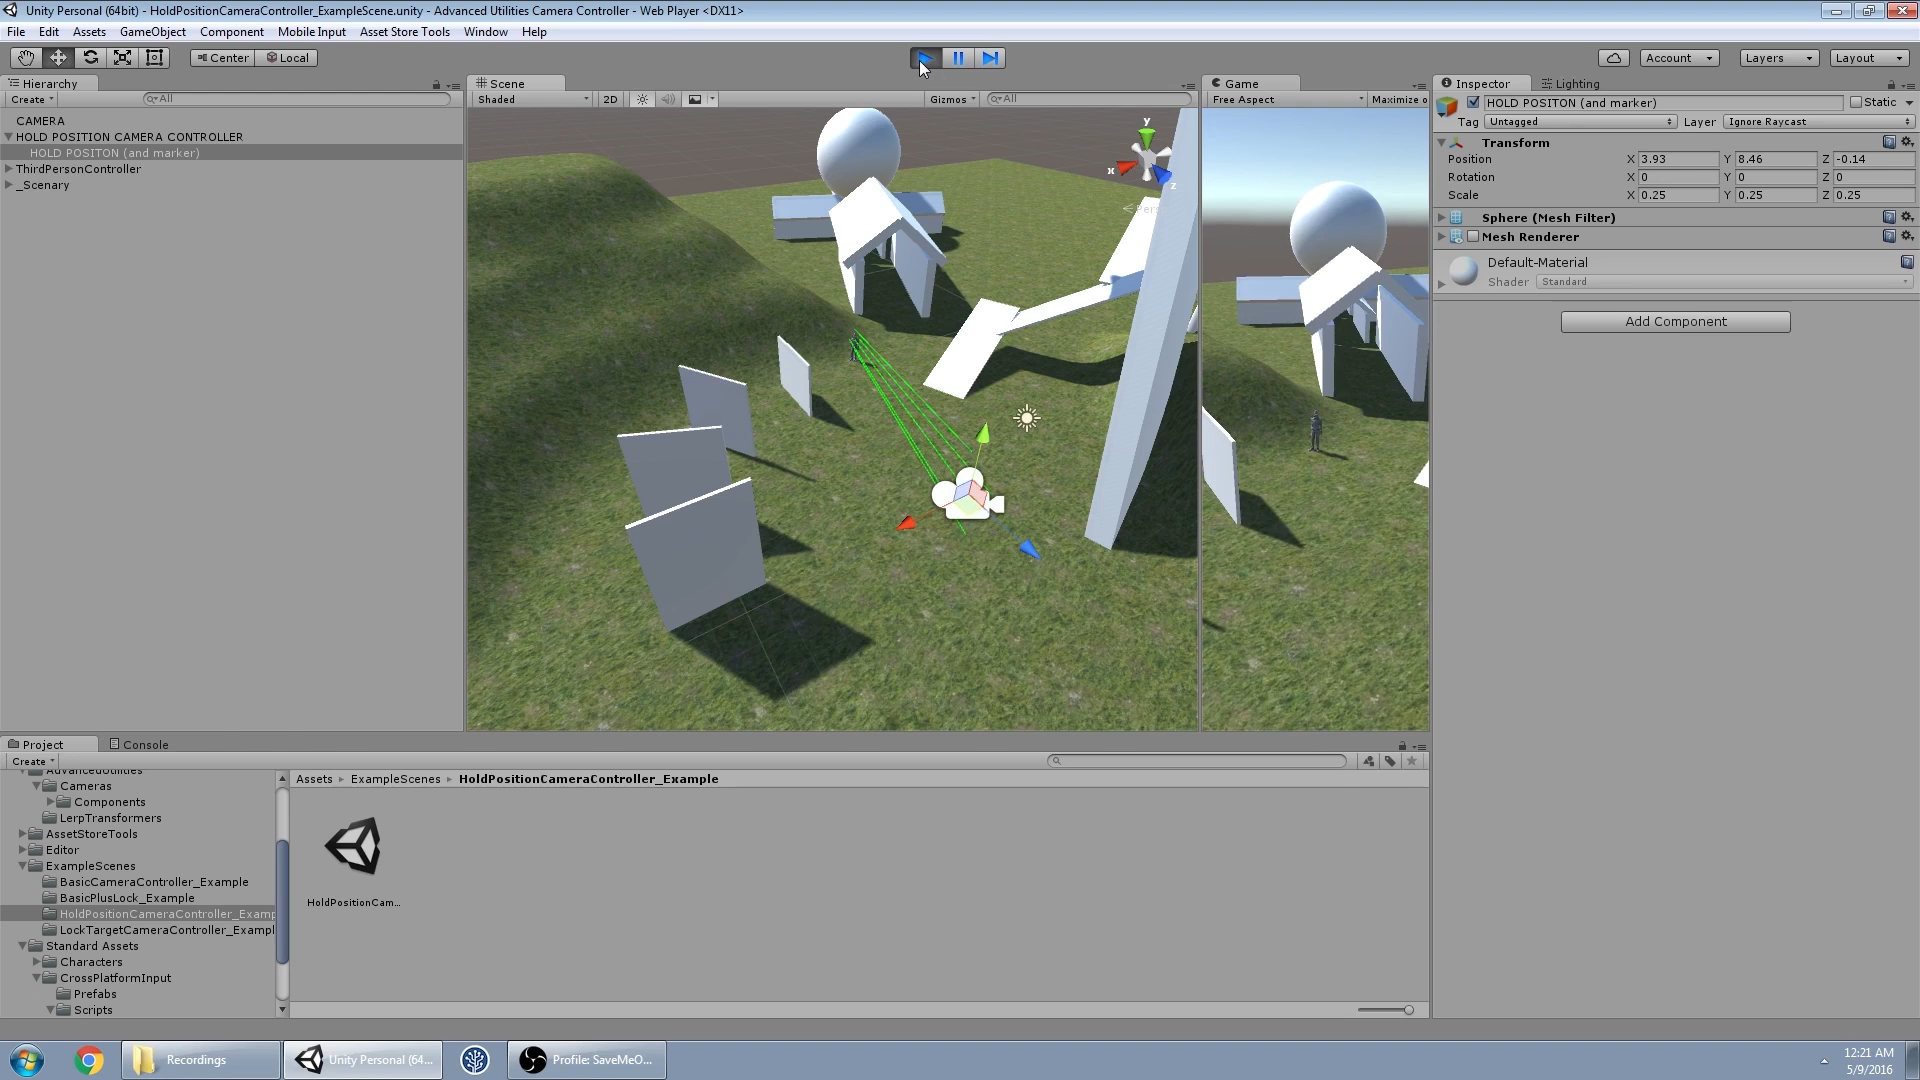 Unity Personal (64bit) - HoldPositionCameraController_ExampleScene.unity - Advanced Utilities Camera Controller - Web Player <DX11>
File Edit Assets GameObject Component Mobile Input Asset Store Tools Window Help
Center Local Account Layers Layout
Hierarchy
Create All
CAMERA
HOLD POSITION CAMERA CONTROLLER
HOLD POSITON (and marker)
ThirdPersonController
_Scenary
Scene
Shaded 2D Gizmos All
y
x
z
Pers
Game
Free Aspect Maximize o
Inspector Lighting
HOLD POSITON (and marker) Static
Tag Untagged Layer Ignore Raycast
Transform
Position X 3.93 Y 8.46 Z -0.14
Rotation X 0 Y 0 Z 0
Scale X 0.25 Y 0.25 Z 0.25
Sphere (Mesh Filter)
Mesh Renderer
Default-Material
Shader Standard
Add Component
Project Console
Create
AdvancedUtilities
Cameras
Components
LerpTransformers
AssetStoreTools
Editor
ExampleScenes
BasicCameraController_Example
BasicPlusLock_Example
HoldPositionCameraController_Examp
LockTargetCameraController_Exampl
Standard Assets
Characters
CrossPlatformInput
Prefabs
Scripts
Assets ExampleScenes HoldPositionCameraController_Example
HoldPositionCam...
Recordings
Unity Personal (64...
Profile: SaveMeO...
12:21 AM
5/9/2016